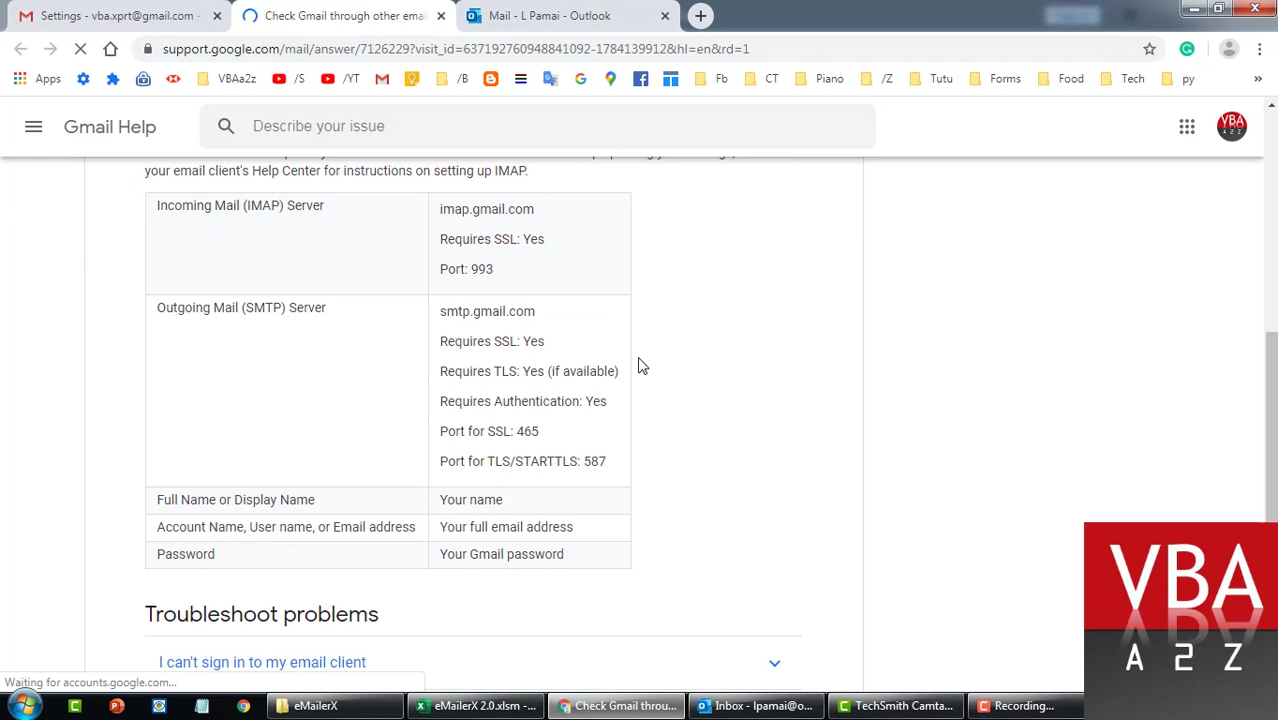 Settings - vba.xprt@gmail.com -
Check Gmail through other emai
Mail - L Pamai - Outlook
support.google.com/mail/answer/7126229?visit_id=637192760948841092-1784139912&hl=en&rd=1
Apps
VBAa2z
/S
/YT
/B
Fb
CT
Piano
/Z
Tutu
Forms
Food
Tech
py
»
Gmail Help
Describe your issue
VBA
A 2 Z
your email client's Help Center for instructions on setting up IMAP.
Incoming Mail (IMAP) Server
imap.gmail.com
Requires SSL: Yes
Port: 993
Outgoing Mail (SMTP) Server
smtp.gmail.com
Requires SSL: Yes
Requires TLS: Yes (if available)
Requires Authentication: Yes
Port for SSL: 465
Port for TLS/STARTTLS: 587
Full Name or Display Name
Your name
Account Name, User name, or Email address
Your full email address
Password
Your Gmail password
Troubleshoot problems
I can't sign in to my email client
Waiting for accounts.google.com...
VBA
A 2 Z
eMailerX
eMailerX 2.0.xlsm -...
Check Gmail throu...
Inbox - lpamai@o...
TechSmith Camta...
Recording...